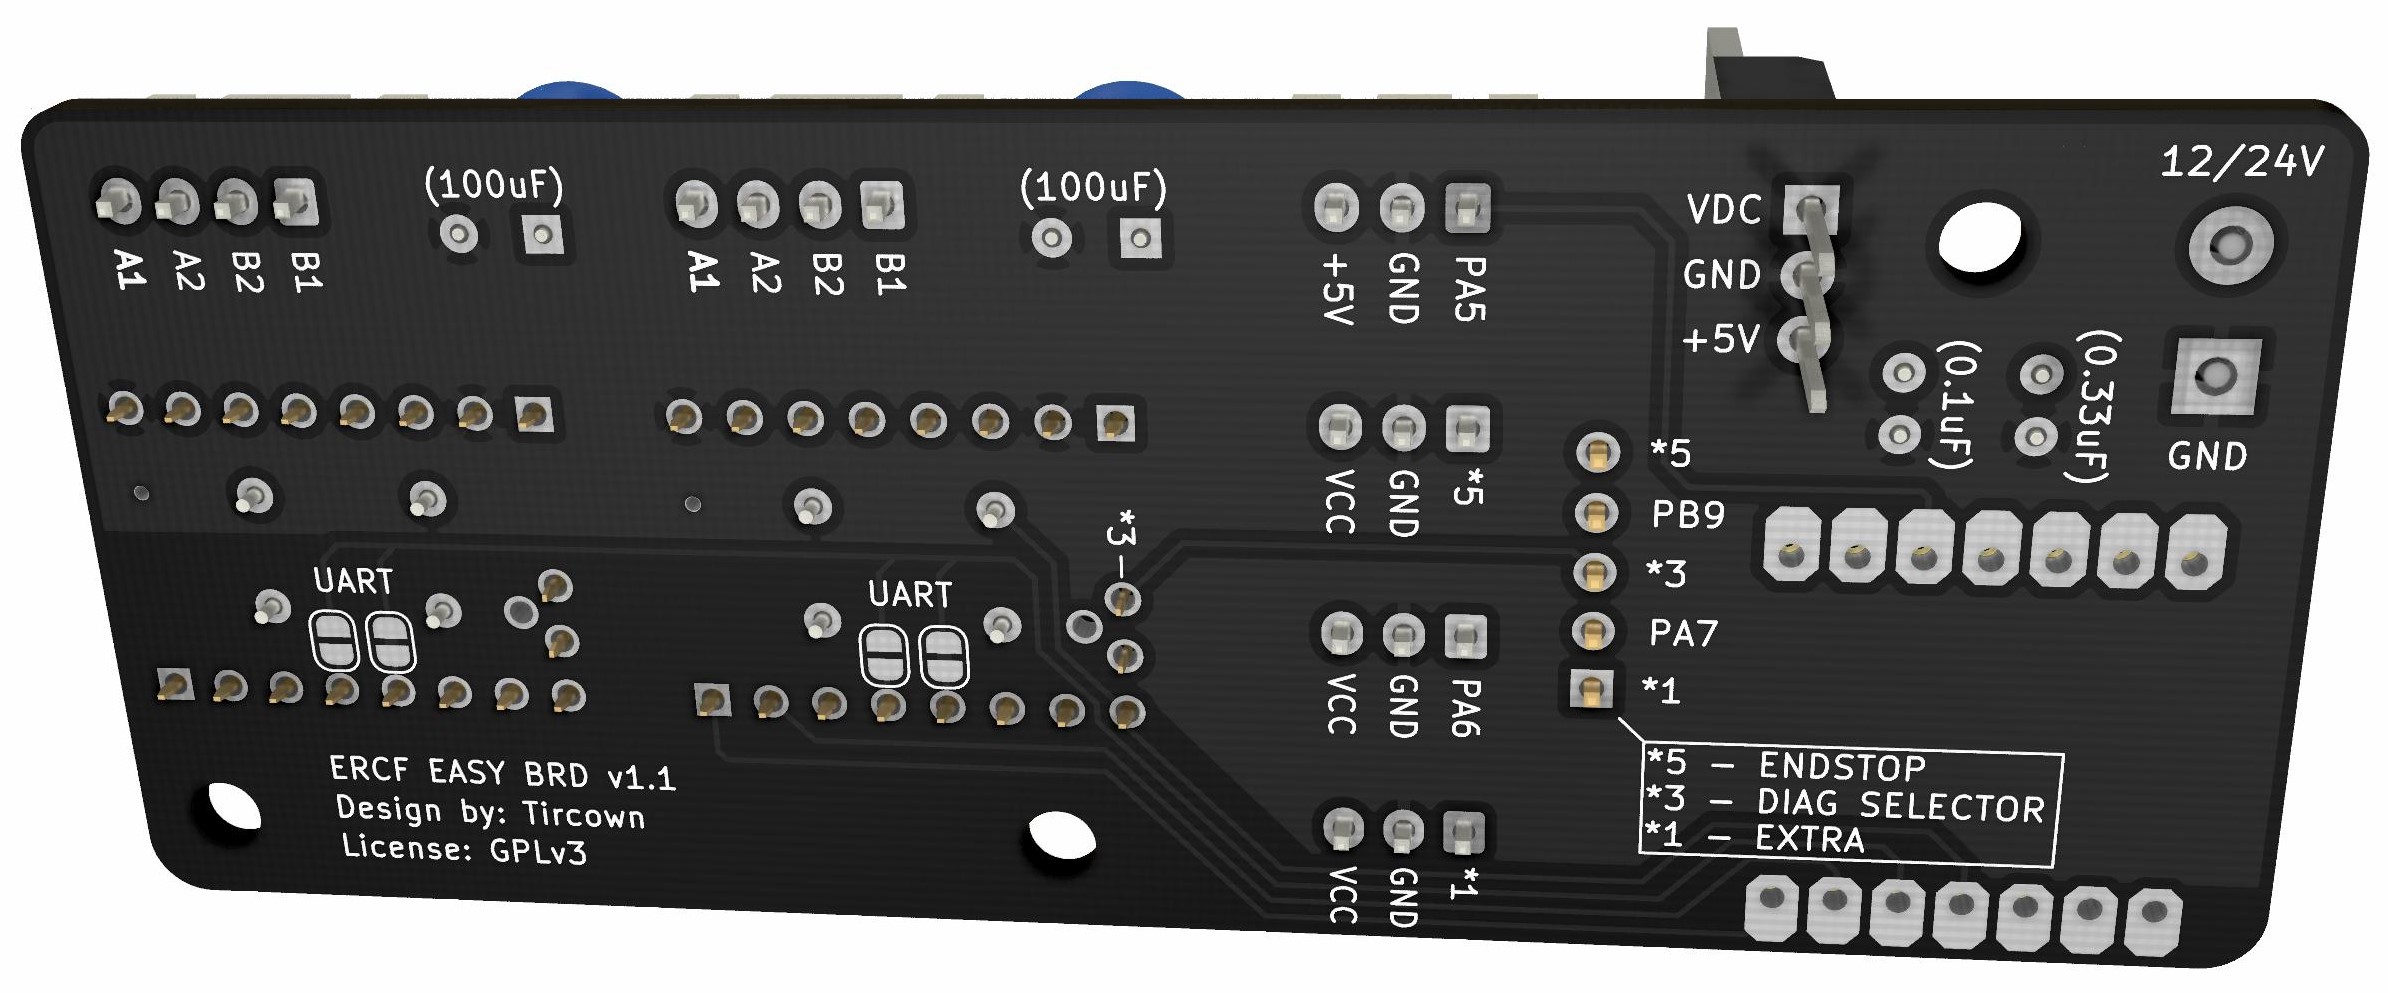 12/24V
(100uF)
(100uF)
VDC
GND
+5V
A1
A2
B2
B1
A1
A2
B2
B1
+5V
GND
PA5
(0.1uF)
(0.33uF)
GND
VCC
GND
*5
*5
PB9
*3
PA7
*1
*3-
UART
UART
VCC
GND
PA6
ERCF EASY BRD v1.1
Design by: Tircown
License: GPLv3
*5 - ENDSTOP
*3 - DIAG SELECTOR
*1 - EXTRA
VCC
GND
*1